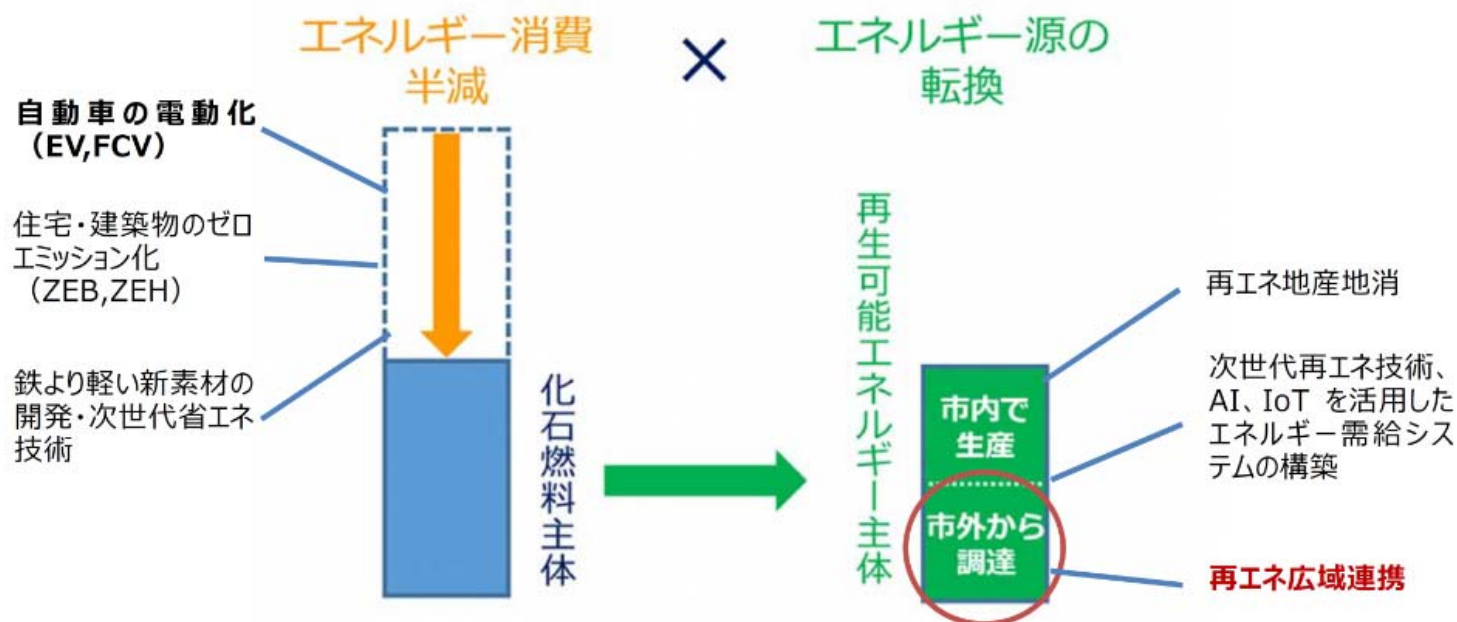 エネルギー消費
半減
×
エネルギー源の
転換
自動車の電動化
（EV,FCV）
住宅・建築物のゼロ
エミッション化
（ZEB,ZEH）
鉄より軽い新素材の
開発・次世代省エネ
技術
化石燃料主体
再生可能エネルギー主体
市内で
生産
市外から
調達
再エネ地産地消
次世代再エネ技術、
AI、IoT を活用した
エネルギー需給シス
テムの構築
再エネ広域連携